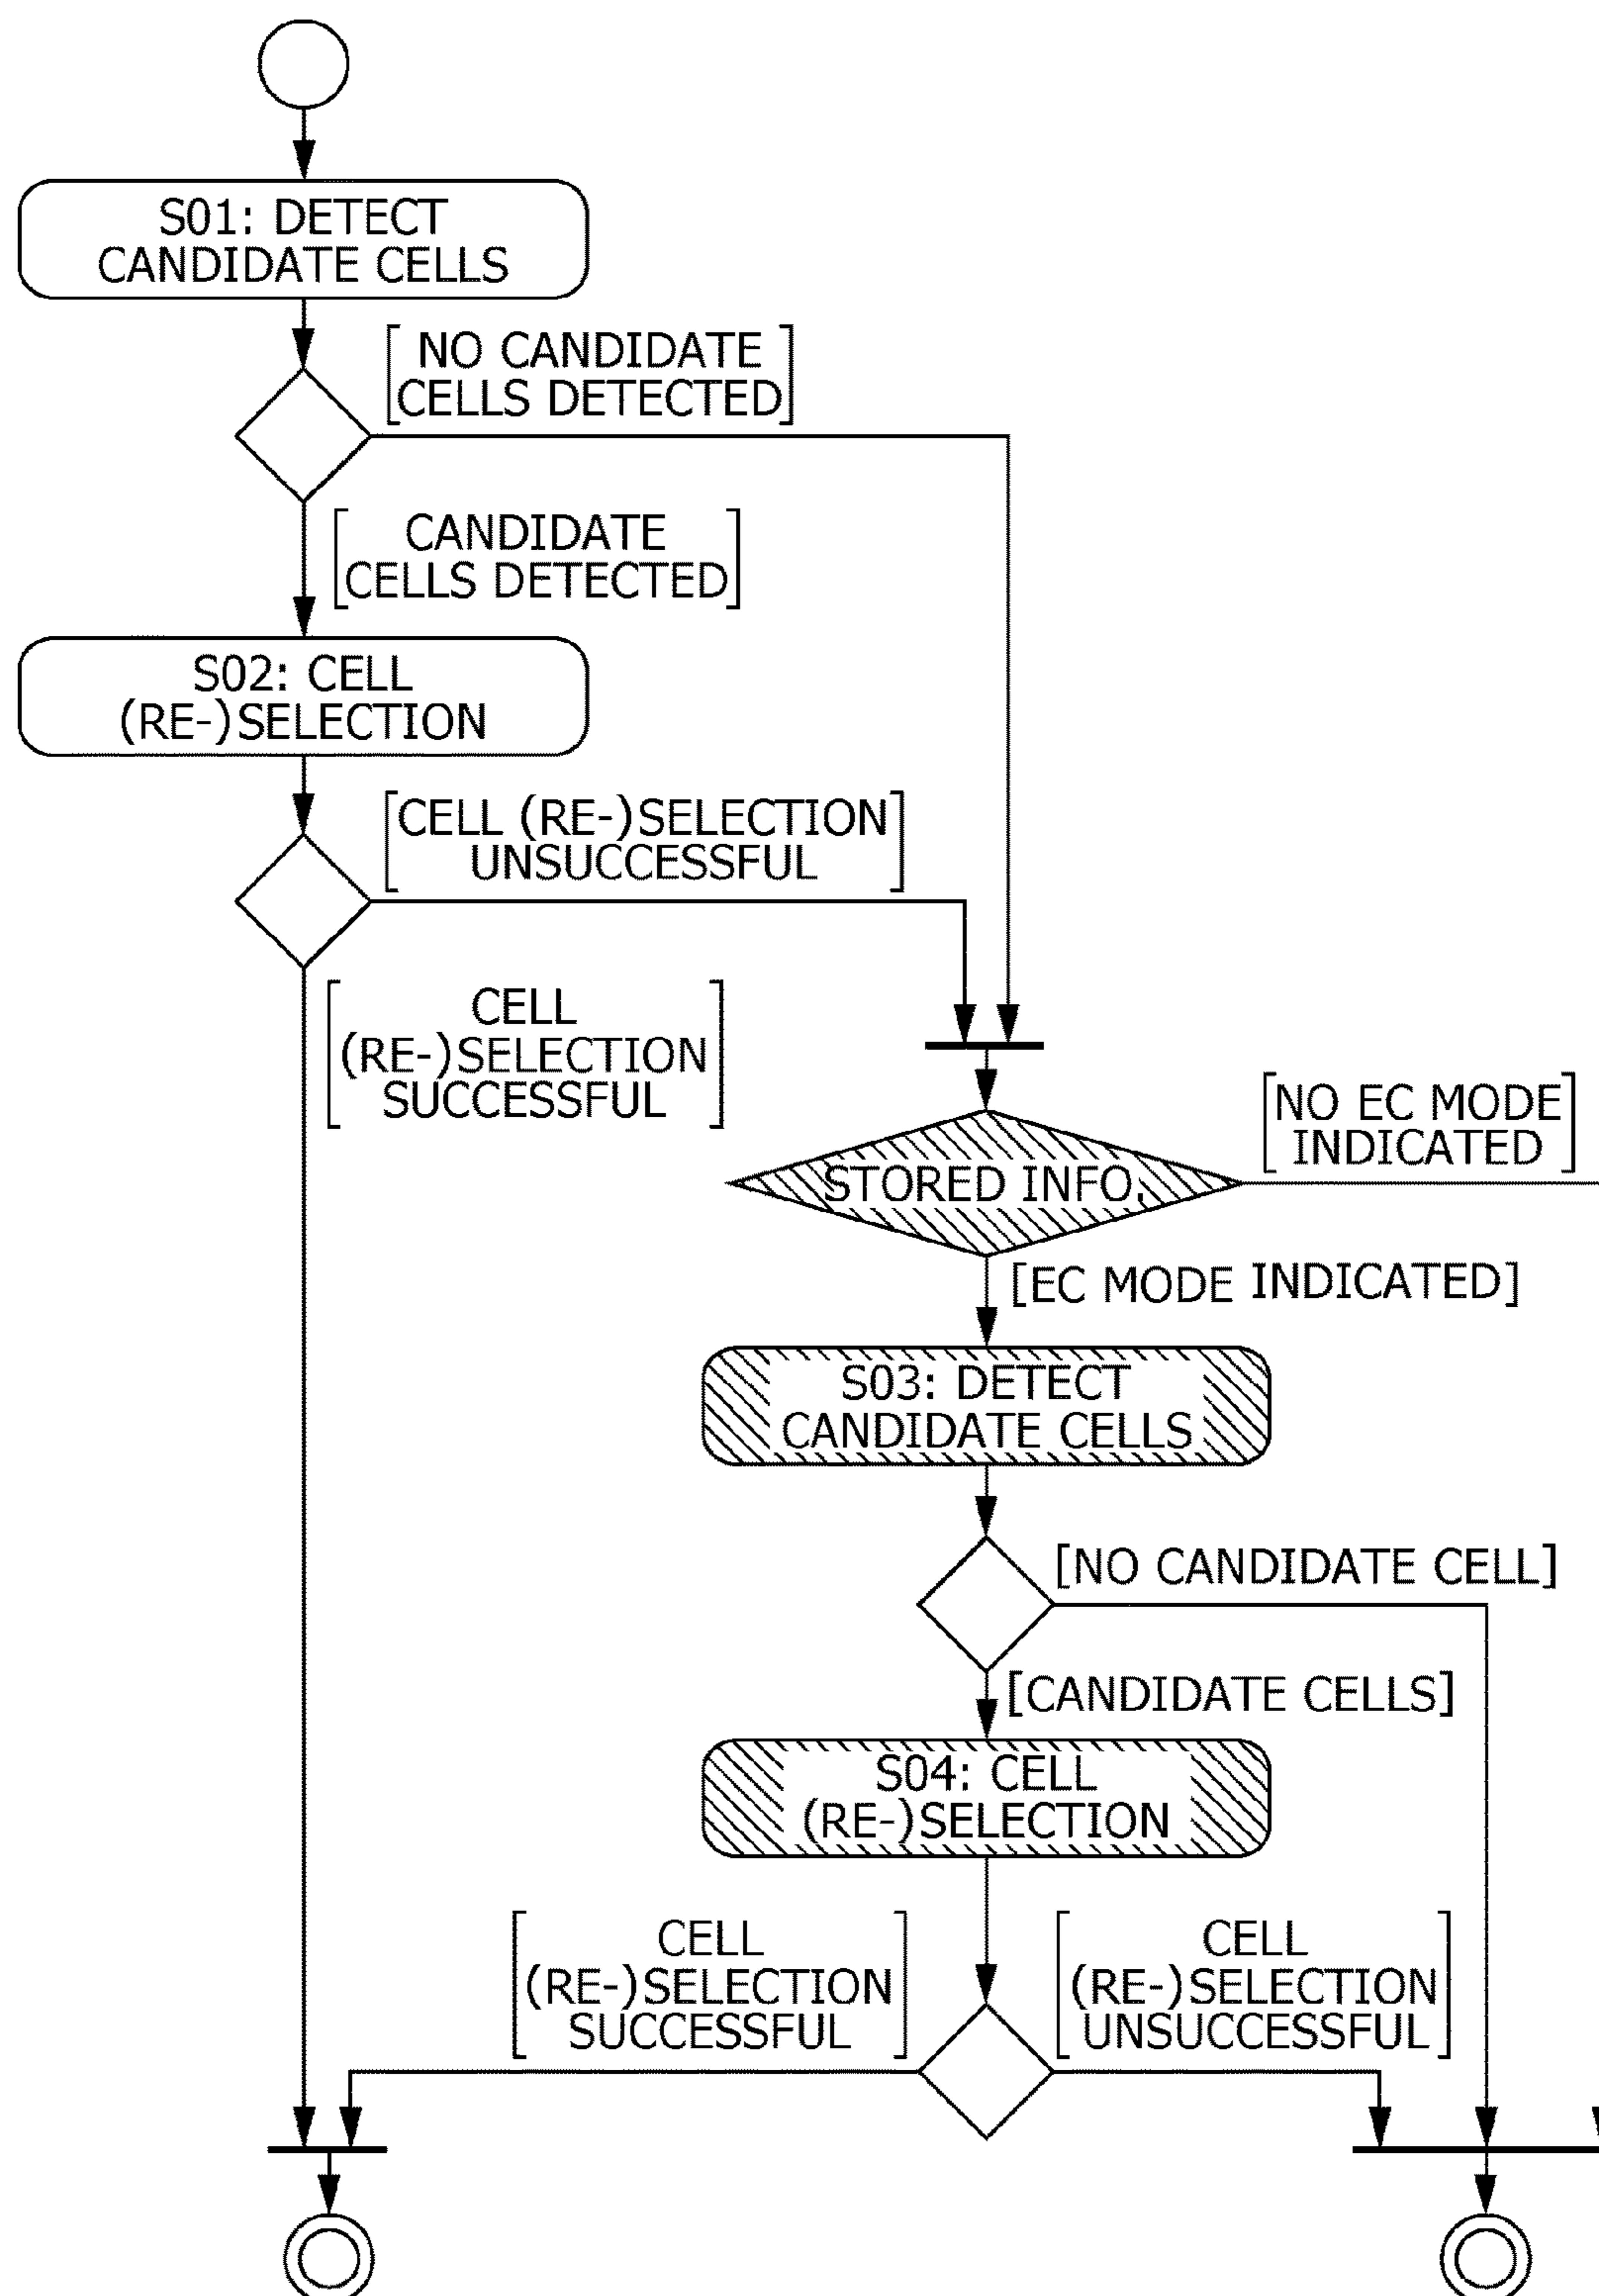 S01: DETECT
CANDIDATE CELLS
[NO CANDIDATE
CELLS DETECTED]
[CANDIDATE
CELLS DETECTED]
S02: CELL
(RE-)SELECTION
[CELL (RE-)SELECTION
UNSUCCESSFUL]
[CELL
(RE-)SELECTION
SUCCESSFUL]
[NO EC MODE
INDICATED]
STORED INFO.
[EC MODE INDICATED]
S03: DETECT
CANDIDATE CELLS
[NO CANDIDATE CELL]
[CANDIDATE CELLS]
S04: CELL
(RE-)SELECTION
[CELL
(RE-)SELECTION
SUCCESSFUL]
[CELL
(RE-)SELECTION
UNSUCCESSFUL]